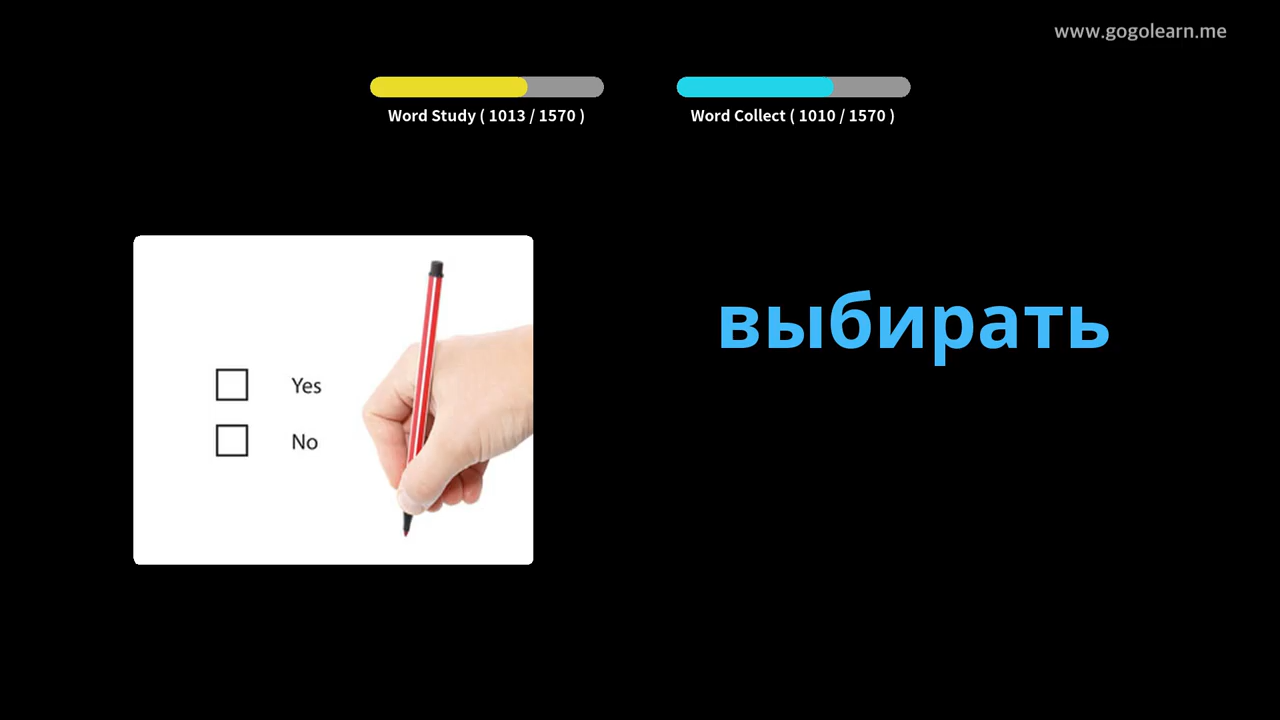 www.gogolearn.me
Word Study ( 1013 / 1570 )
Word Collect ( 1010 / 1570 )
выбирать
Yes
No